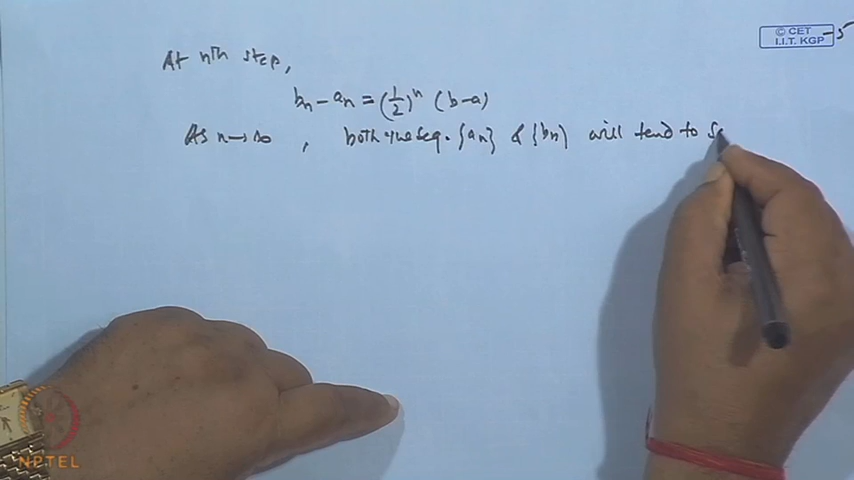 © CET
I.I.T. KGP
At nth step,
bₙ - aₙ = (1/2)ⁿ (b-a)
As n→∞ , both the seq. {aₙ} & {bₙ} will tend to
NPTEL